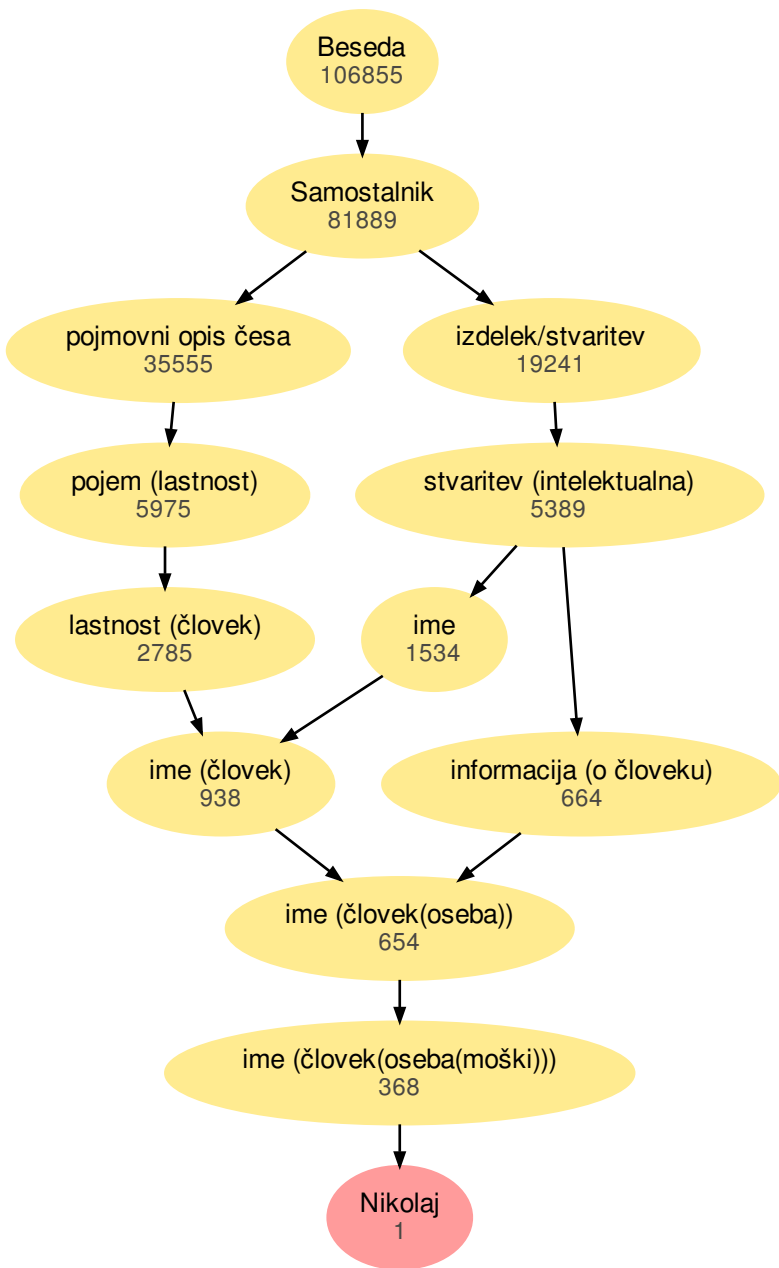 Beseda
106855
Samostalnik
81889
pojmovni opis česa
35555
izdelek/stvaritev
19241
pojem (lastnost)
5975
stvaritev (intelektualna)
5389
lastnost (človek)
2785
ime
1534
ime (človek)
938
informacija (o človeku)
664
ime (človek(oseba))
654
ime (človek(oseba(moški)))
368
Nikolaj
1